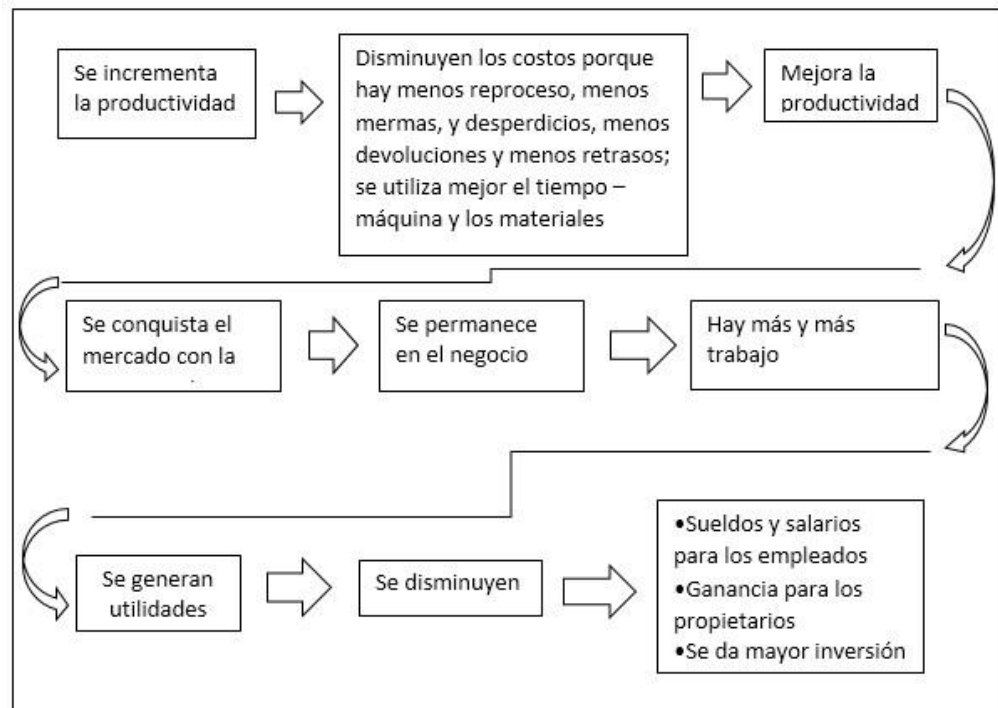 Se incrementa
la productividad
Disminuyen los costos porque
hay menos reproceso, menos
mermas, y desperdicios, menos
devoluciones y menos retrasos;
se utiliza mejor el tiempo –
máquina y los materiales
Mejora la
productividad
Se conquista el
mercado con la
Se permanece
en el negocio
Hay más y más
trabajo
Se generan
utilidades
Se disminuyen
•Sueldos y salarios
para los empleados
•Ganancia para los
propietarios
•Se da mayor inversión